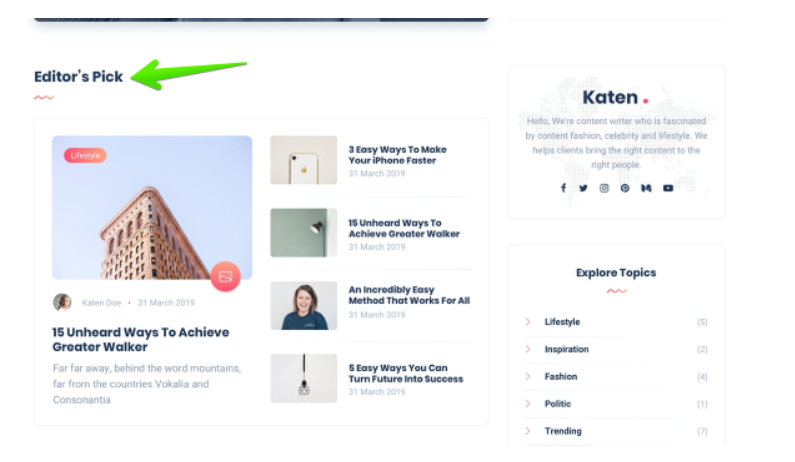 Editor's Pick
Lifestyle
Katen Doe • 31 March 2019
15 Unheard Ways To Achieve
Greater Walker
Far far away, behind the word mountains,
far from the countries Vokalia and
Consonantia
3 Easy Ways To Make
Your iPhone Faster
31 March 2019
15 Unheard Ways To
Achieve Greater Walker
31 March 2019
An Incredibly Easy
Method That Works For All
31 March 2019
5 Easy Ways You Can
Turn Future Into Success
31 March 2019
Katen .
Hello, We're content writer who is fascinated
by content fashion, celebrity and lifestyle. We
helps clients bring the right content to the
right people.
Explore Topics
Lifestyle (5)
Inspiration (2)
Fashion (4)
Politic (1)
Trending (7)